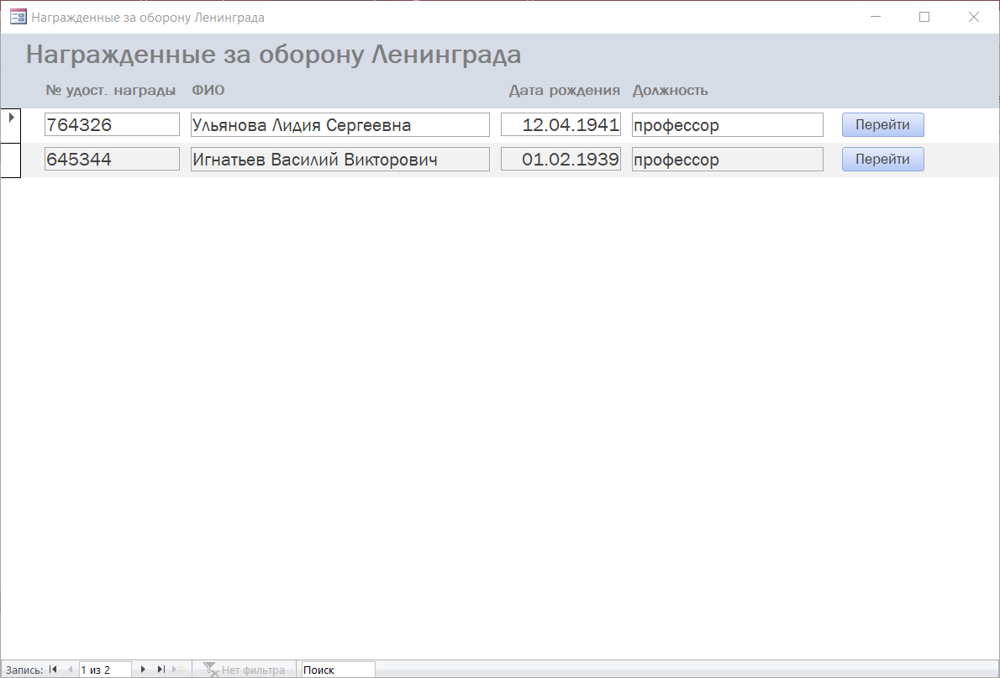 Награжденные за оборону Ленинграда
Награжденные за оборону Ленинграда
№ удост. награды ФИО Дата рождения Должность
764326 Ульянова Лидия Сергеевна 12.04.1941 профессор Перейти
645344 Игнатьев Василий Викторович 01.02.1939 профессор Перейти
Запись: 1 из 2 Нет фильтра Поиск